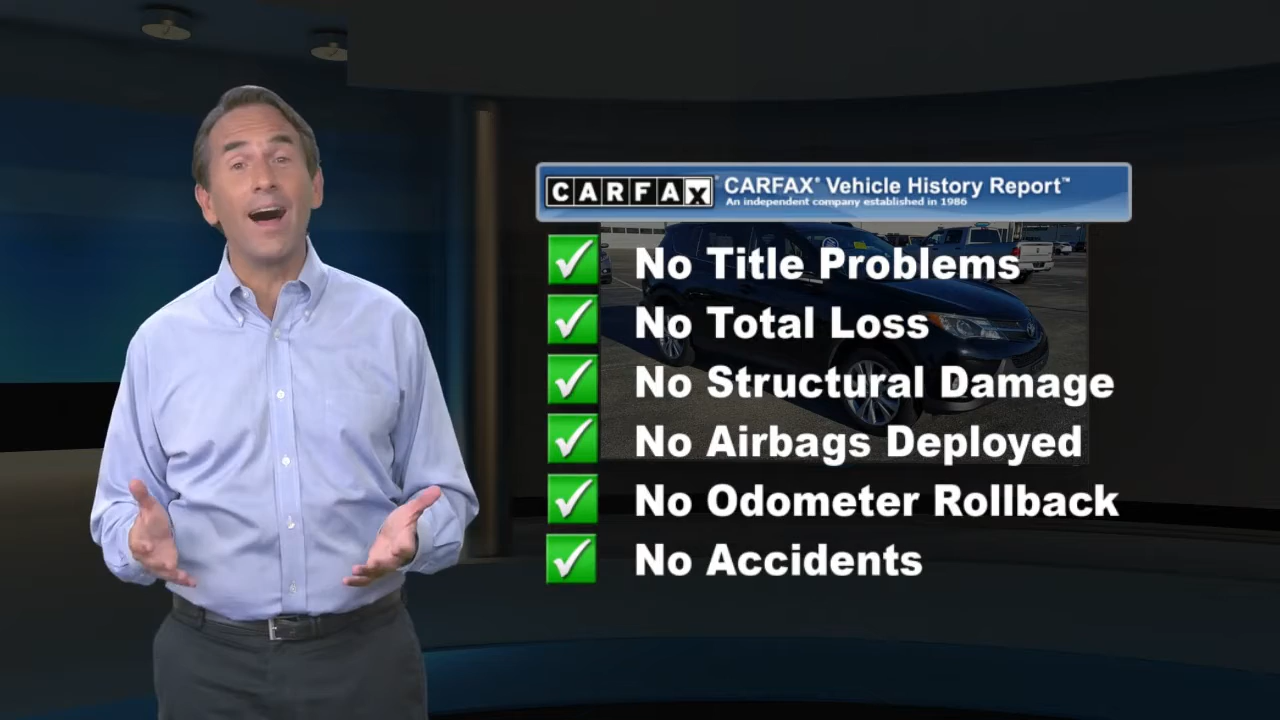 CARFAX® CARFAX® Vehicle History Report™
An independent company established in 1986
No Title Problems
No Total Loss
No Structural Damage
No Airbags Deployed
No Odometer Rollback
No Accidents